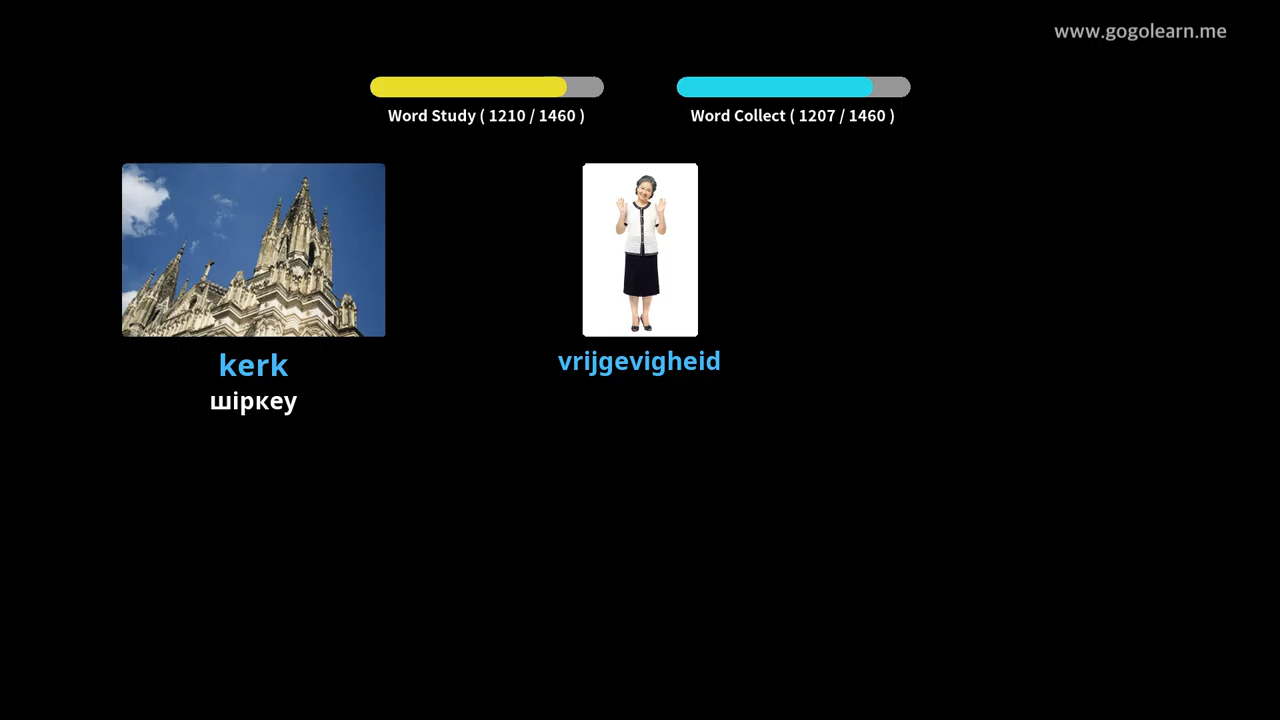 www.gogolearn.me
Word Study ( 1210 / 1460 )
Word Collect ( 1207 / 1460 )
kerk
шіркеу
vrijgevigheid